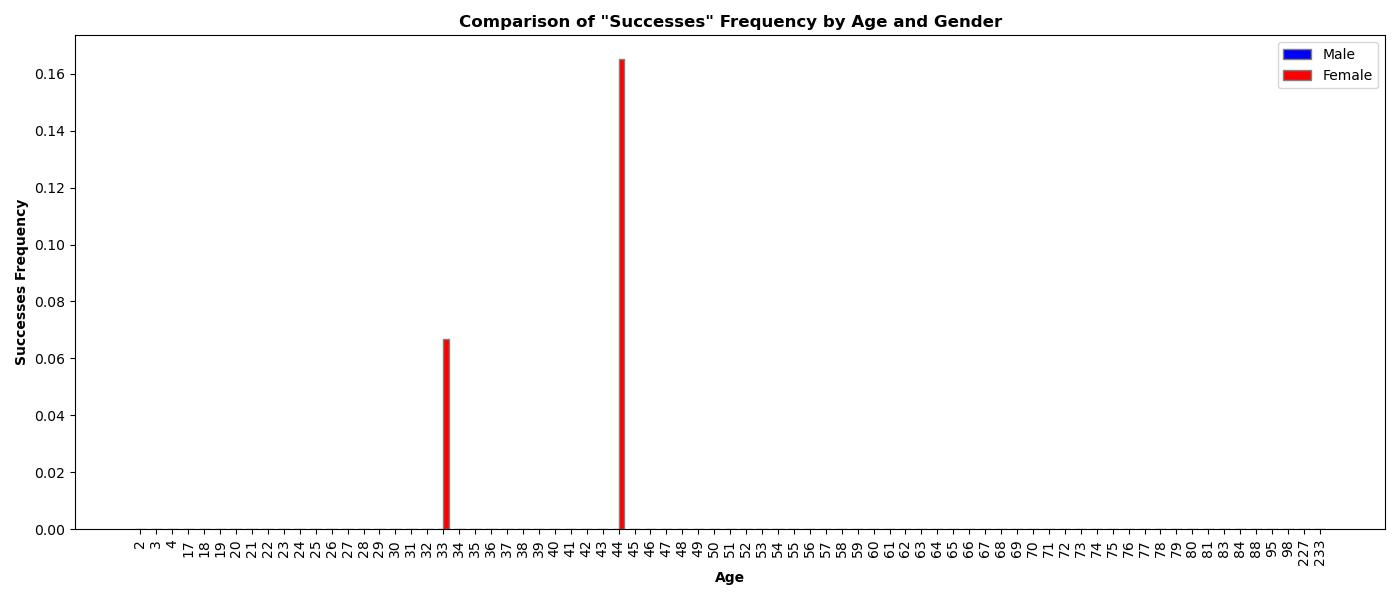 Comparison of "Successes" Frequency by Age and Gender
Male
Female
Successes Frequency
0.16
0.14
0.12
0.10
0.08
0.06
0.04
0.02
0.00
2 3 4 17 18 19 20 21 22 23 24 25 26 27 28 29 30 31 32 33 34 35 36 37 38 39 40 41 42 43 44 45 46 47 48 49 50 51 52 53 54 55 56 57 58 59 60 61 62 63 64 65 66 67 68 69 70 71 72 73 74 75 76 77 78 79 80 81 83 84 88 95 98 227 233
Age